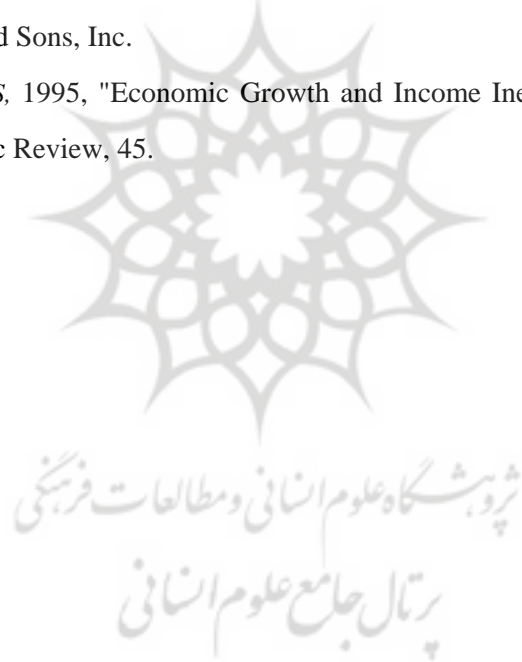 d Sons, Inc.
S, 1995, "Economic Growth and Income Ine
c Review, 45.
پژوهشگاه علوم انسانی و مطالعات فرهنگی
پرتال جامع علوم انسانی